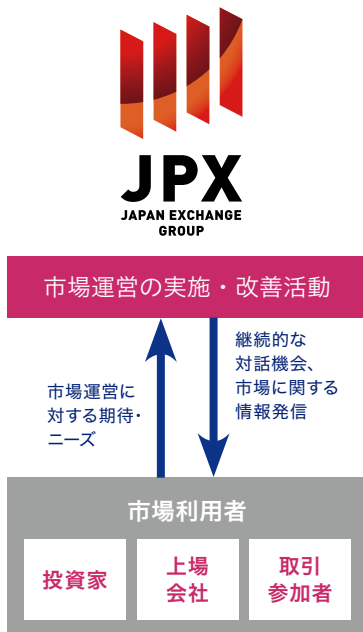 JPX
JAPAN EXCHANGE
GROUP
市場運営の実施・改善活動
市場運営に
対する期待・
ニーズ
継続的な
対話機会、
市場に関する
情報発信
市場利用者
投資家
上場
会社
取引
参加者